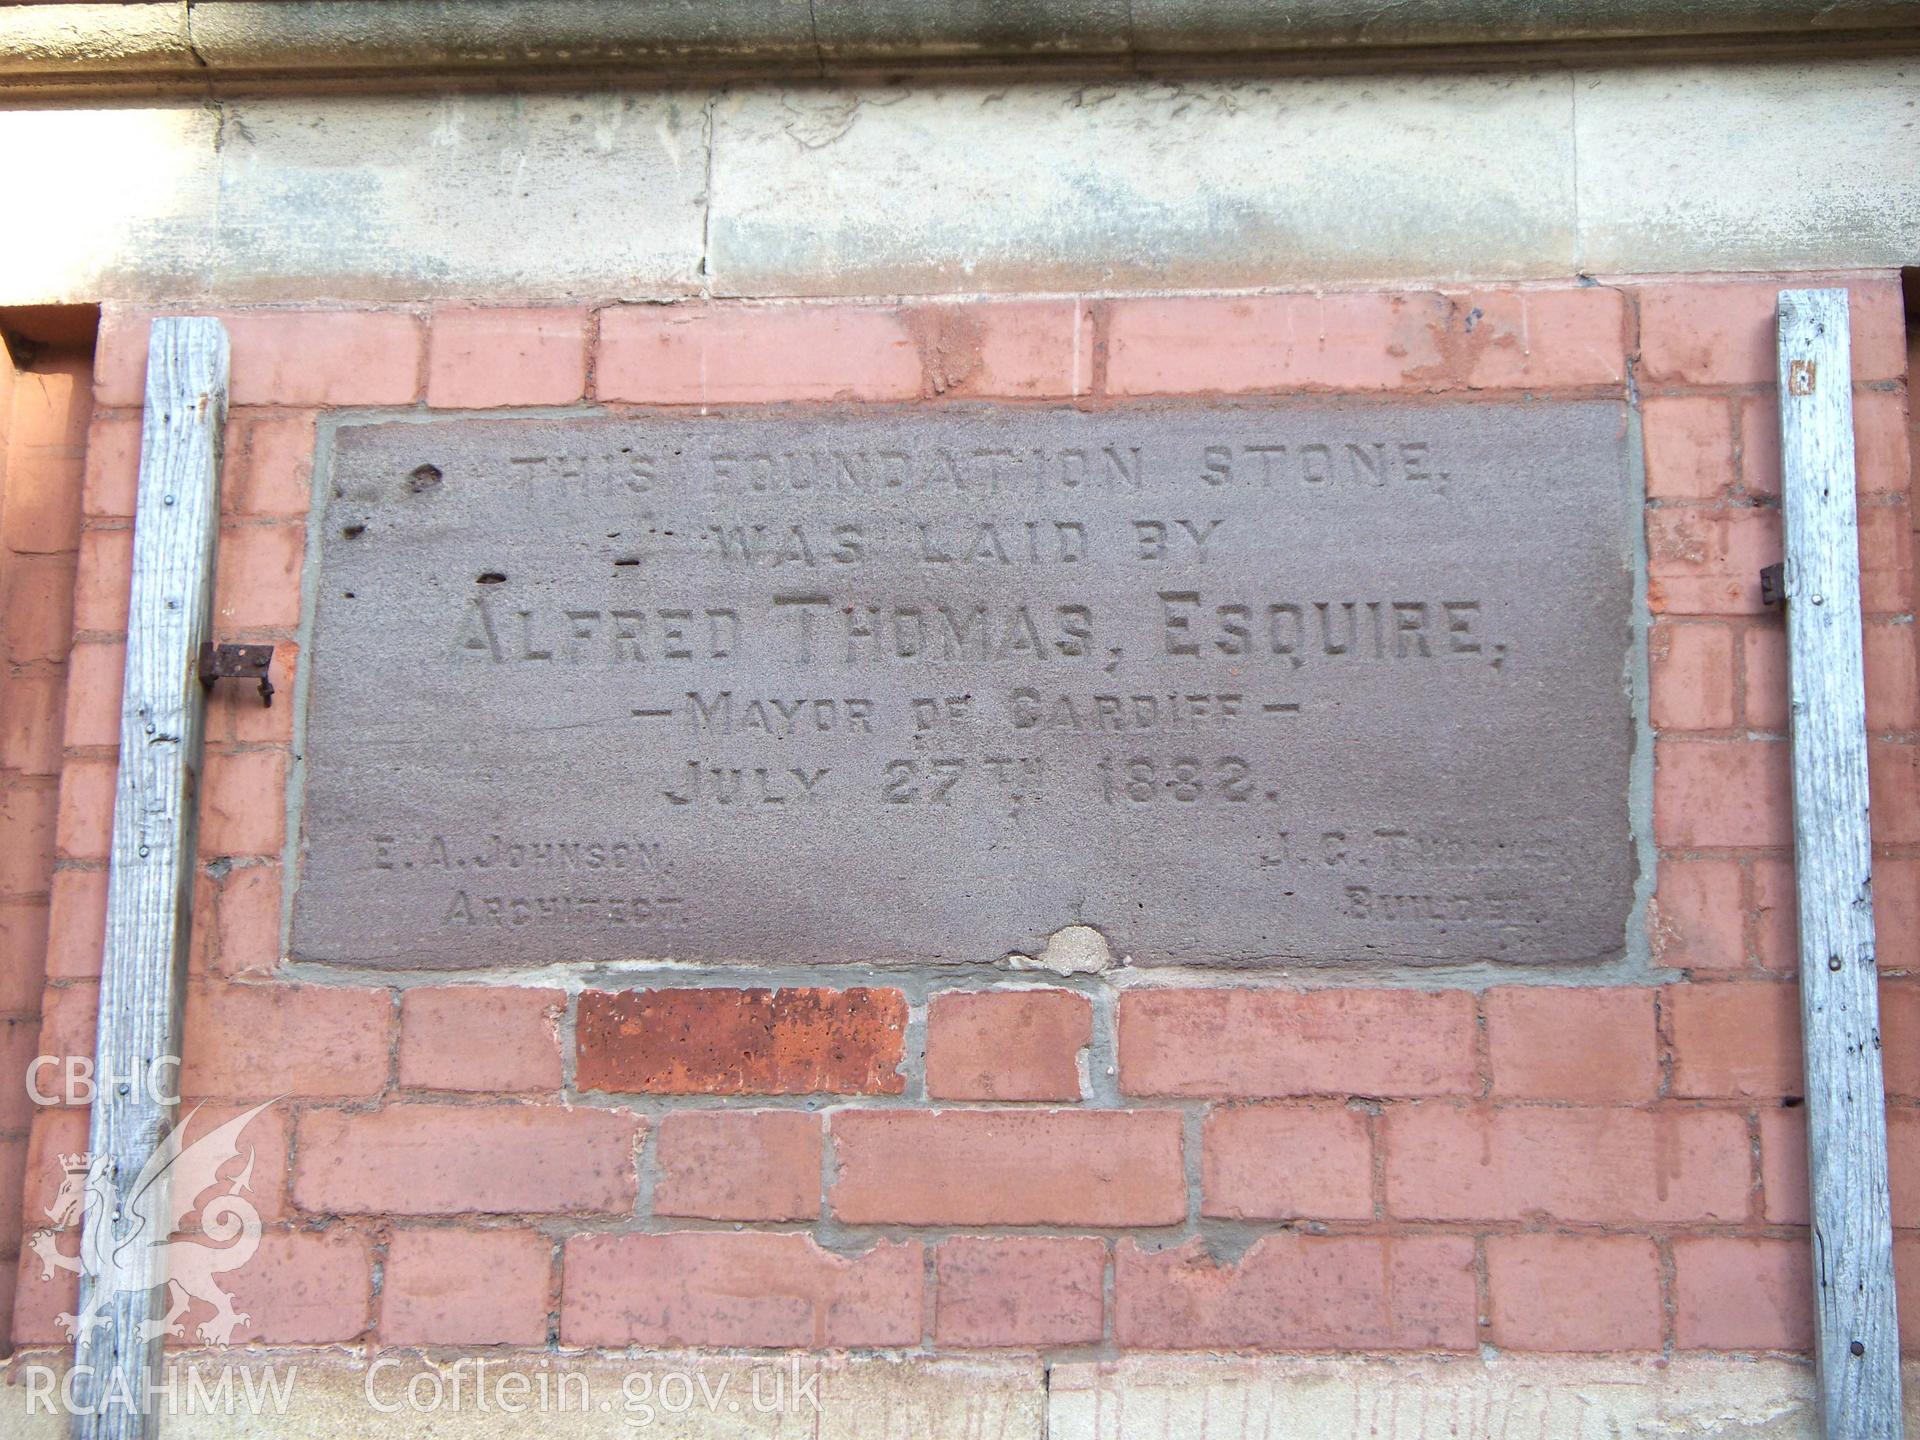 THIS FOUNDATION STONE,
WAS LAID BY
ALFRED THOMAS, ESQUIRE,
— MAYOR OF CARDIFF —
JULY 27TH 1882.
E. A. JOHNSON,
ARCHITECT.
J. C. THOMAS
BUILDER.
CBHC
RCAHMW Coflein.gov.uk